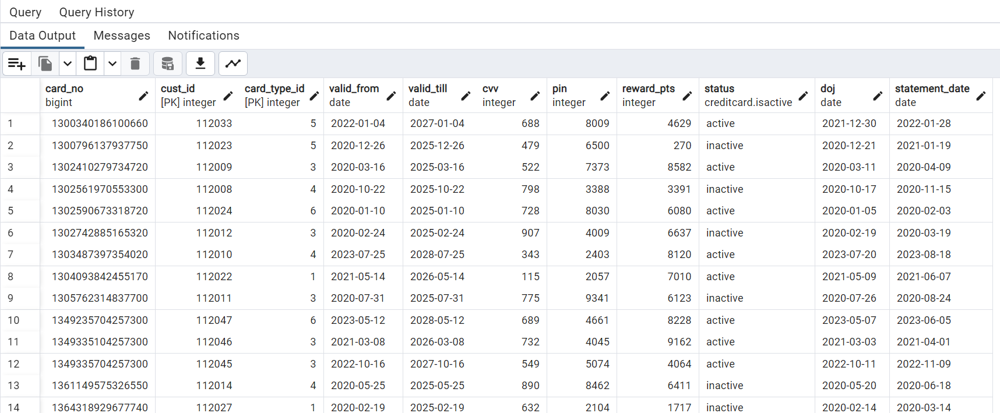 Query Query History
Data Output Messages Notifications
card_no cust_id card_type_id valid_from valid_till cvv pin reward_pts status doj statement_date
bigint [PK] integer [PK] integer date date integer integer integer creditcard.isactive date date
1 1300340186100660 112033 5 2022-01-04 2027-01-04 688 8009 4629 active 2021-12-30 2022-01-28
2 1300796137937750 112023 5 2020-12-26 2025-12-26 479 6500 270 inactive 2020-12-21 2021-01-19
3 1302410279734720 112009 3 2020-03-16 2025-03-16 522 7373 8582 active 2020-03-11 2020-04-09
4 1302561970553300 112008 4 2020-10-22 2025-10-22 798 3388 3391 inactive 2020-10-17 2020-11-15
5 1302590673318720 112024 6 2020-01-10 2025-01-10 728 8030 6080 active 2020-01-05 2020-02-03
6 1302742885165320 112012 3 2020-02-24 2025-02-24 907 4009 6637 inactive 2020-02-19 2020-03-19
7 1303487397354020 112010 4 2023-07-25 2028-07-25 343 2403 8120 active 2023-07-20 2023-08-18
8 1304093842455170 112022 1 2021-05-14 2026-05-14 115 2057 7010 active 2021-05-09 2021-06-07
9 1305762314837700 112011 3 2020-07-31 2025-07-31 775 9341 6123 inactive 2020-07-26 2020-08-24
10 1349235704257300 112047 6 2023-05-12 2028-05-12 689 4661 8228 active 2023-05-07 2023-06-05
11 1349335104257300 112046 3 2021-03-08 2026-03-08 732 4045 9162 active 2021-03-03 2021-04-01
12 1349335704257300 112045 3 2022-10-16 2027-10-16 549 5074 4064 active 2022-10-11 2022-11-09
13 1361149575326550 112014 4 2020-05-25 2025-05-25 890 8462 6411 inactive 2020-05-20 2020-06-18
14 1364318929677740 112027 1 2020-02-19 2025-02-19 632 2104 1717 inactive 2020-02-14 2020-03-14